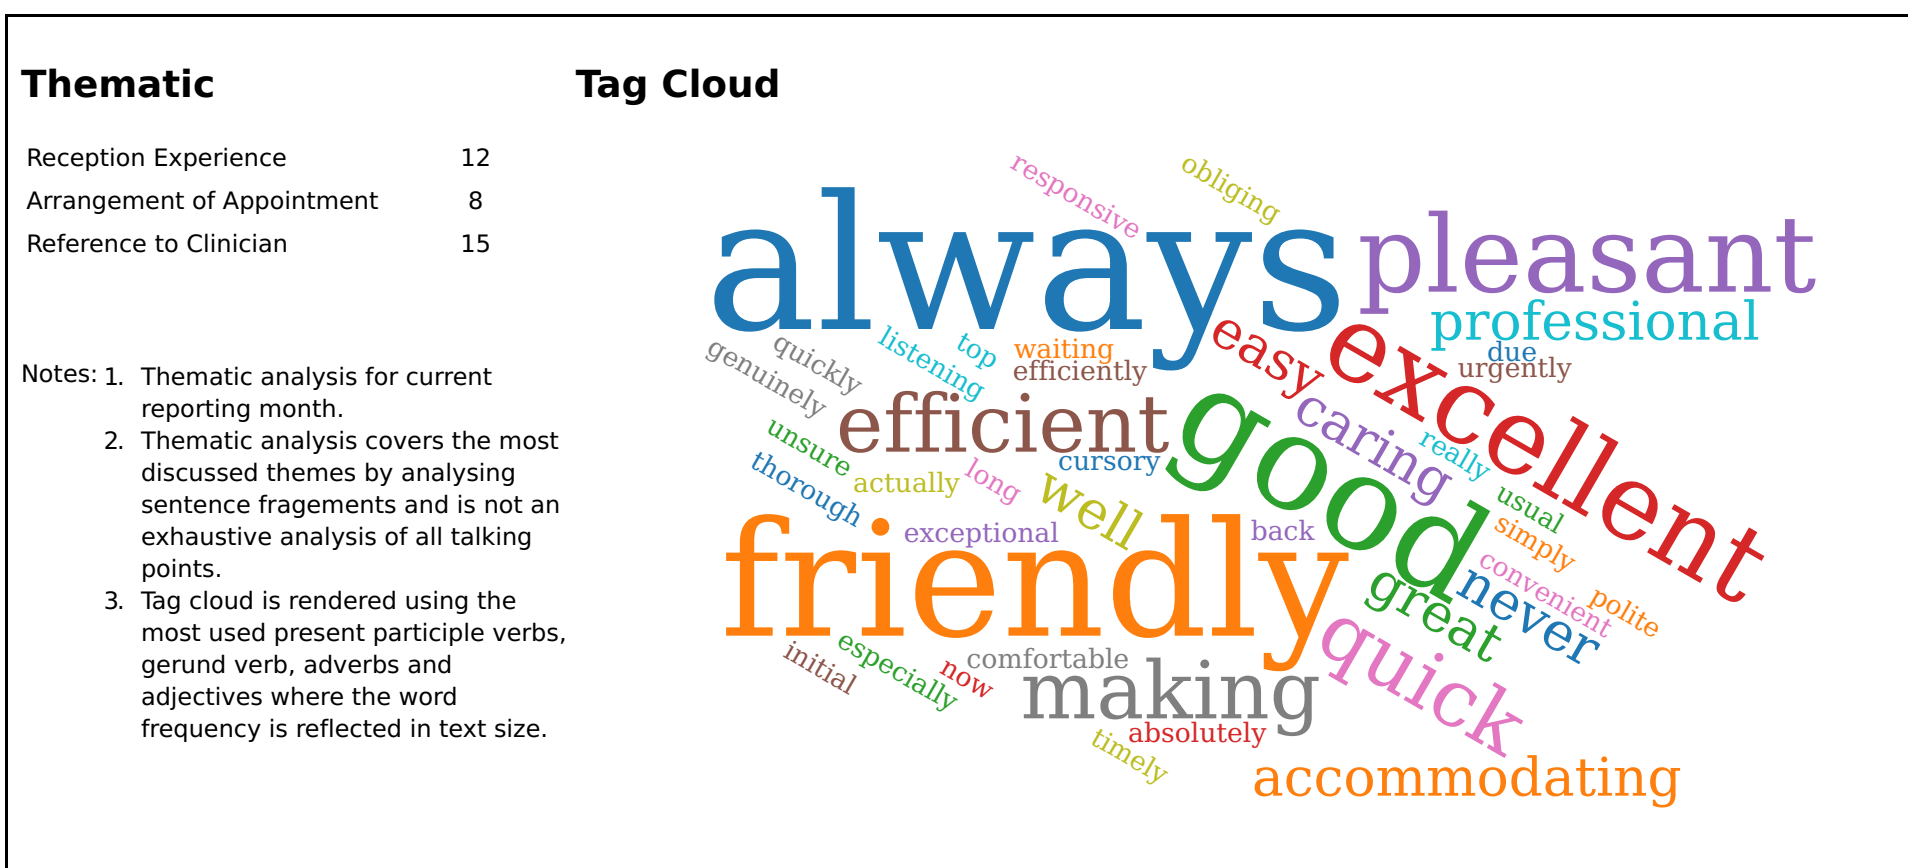 Thematic
Reception Experience 12
Arrangement of Appointment 8
Reference to Clinician 15
Notes: 1. Thematic analysis for current
reporting month.
2. Thematic analysis covers the most
discussed themes by analysing
sentence fragements and is not an
exhaustive analysis of all talking
points.
3. Tag cloud is rendered using the
most used present participle verbs,
gerund verb, adverbs and
adjectives where the word
frequency is reflected in text size.
Tag Cloud
responsive
obliging
always
pleasant
professional
easy
excellent
due
urgently
genuinely
quickly
listening
top
waiting
efficiently
efficient
good
caring
really
usual
simply
unsure
thorough
actually
long
cursory
well
exceptional
back
friendly
convenient
polite
great
never
quick
initial
especially
now
comfortable
making
absolutely
timely
accommodating